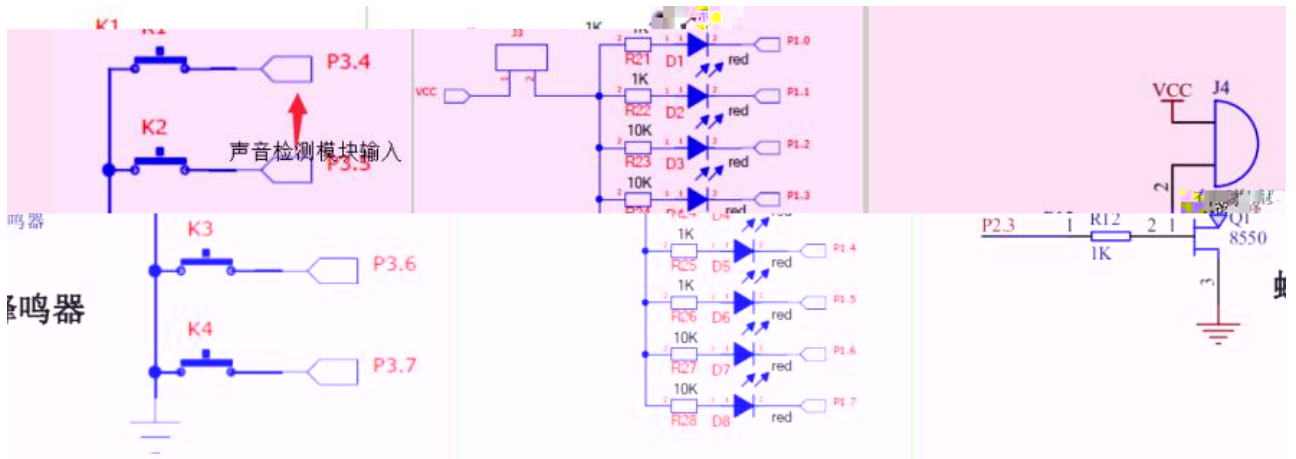 K1
P3.4
K2
声音检测模块输入
P3.5
K3
P3.6
K4
P3.7
J3
VCC
1
2
1K
R21
D1
red
P1.0
1K
R22
D2
red
P1.1
10K
R23
D3
red
P1.2
10K
red
P1.3
1K
R25
D5
red
P1.4
1K
R26
D6
red
P1.5
10K
R27
D7
red
P1.6
10K
R28
D8
red
P1.7
VCC
J4
2
1
P2.3
1
R12
2
1K
Q1
8550
3
鸣器
鸣器